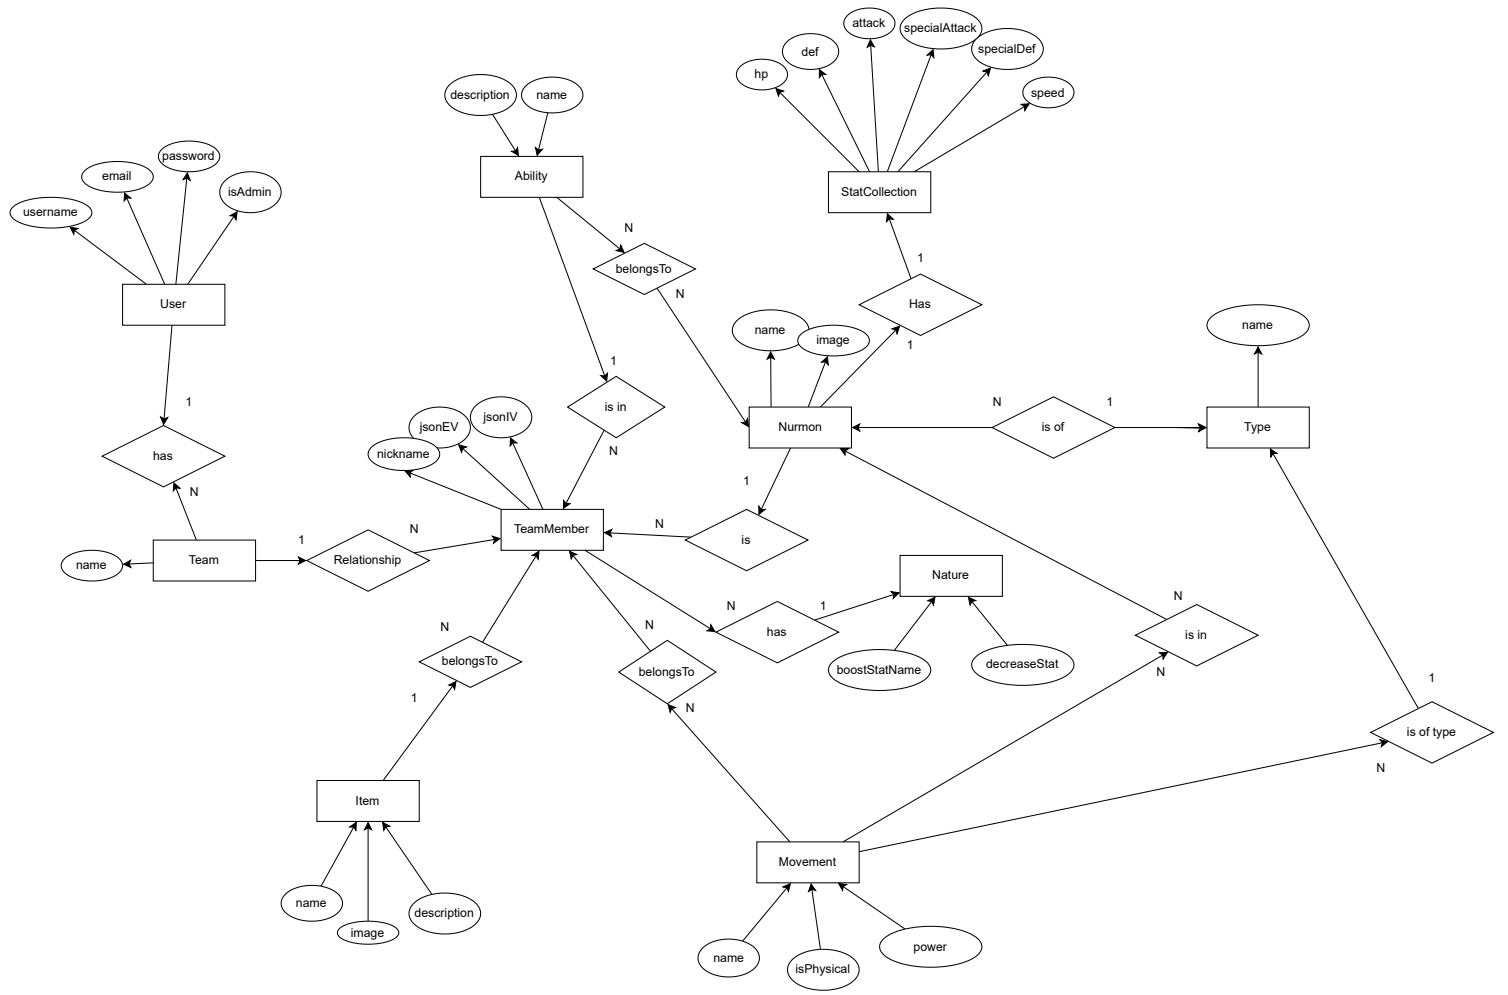 attack
specialAttack
def
specialDef
hp
speed
description
name
password
email
Ability
isAdmin
StatCollection
username
N
belongsTo
1
N
Has
User
name
image
1
name
1
1
is in
N
1
jsonIV
jsonEV
nickname
Nurmon
is of
Type
has
N
1
N
N
TeamMember
N
is
1
Relationship
N
name
Team
Nature
N
1
N
N
has
is in
N
belongsTo
belongsTo
boostStatName
decreaseStat
N
1
1
N
is of type
N
Item
Movement
name
image
description
name
isPhysical
power